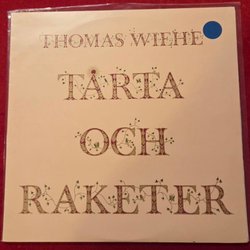 THOMAS WIEHE
TÅRTA
OCH
RAKETER